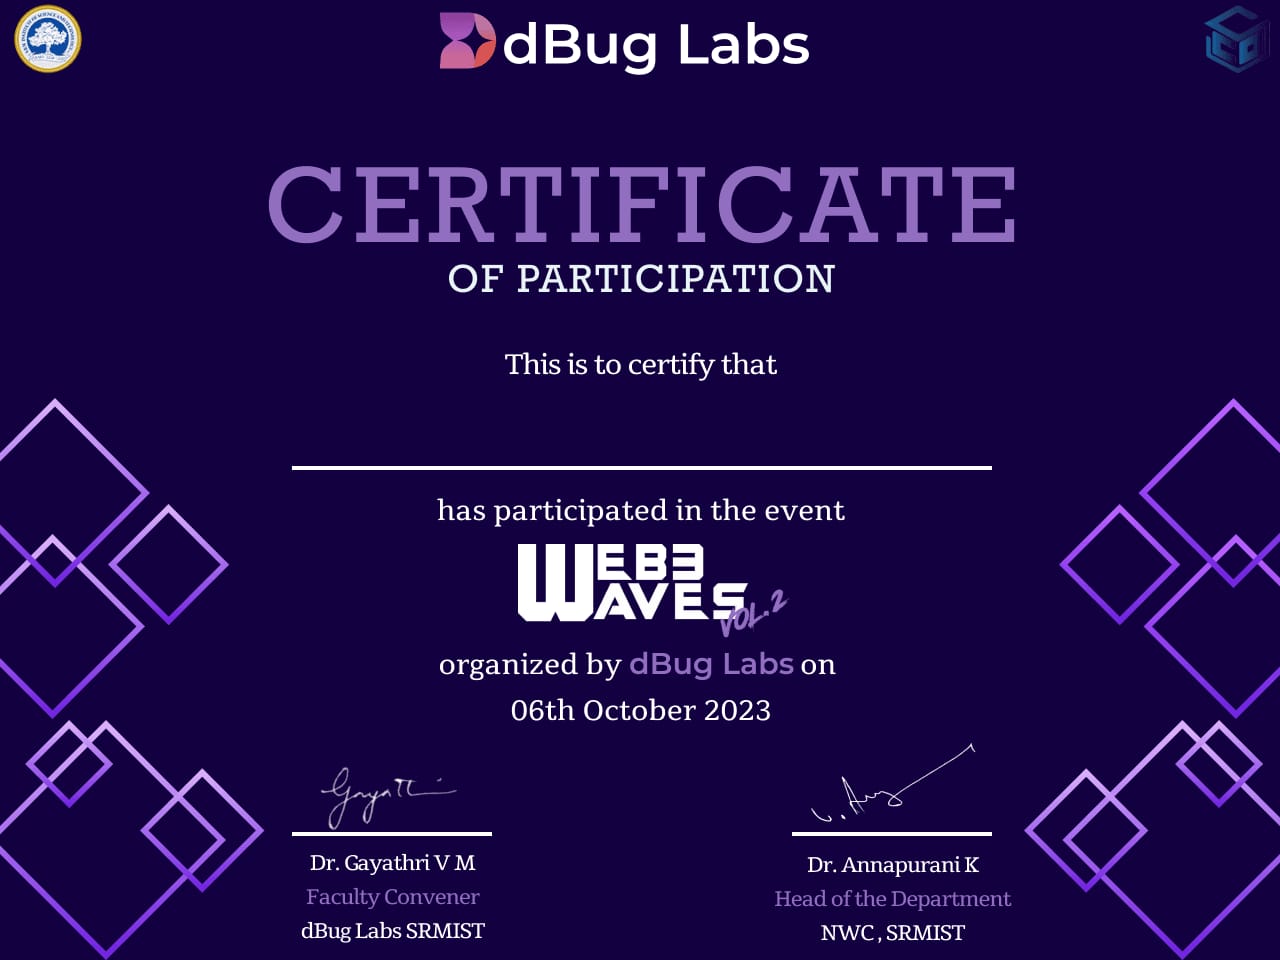 dBug Labs
CERTIFICATE
OF PARTICIPATION
This is to certify that
has participated in the event
WEB3
WAVES
VOL.2
organized by dBug Labs on
06th October 2023
Gayathri
Dr. Gayathri V M
Faculty Convener
dBug Labs SRMIST
Dr. Annapurani K
Head of the Department
NWC , SRMIST